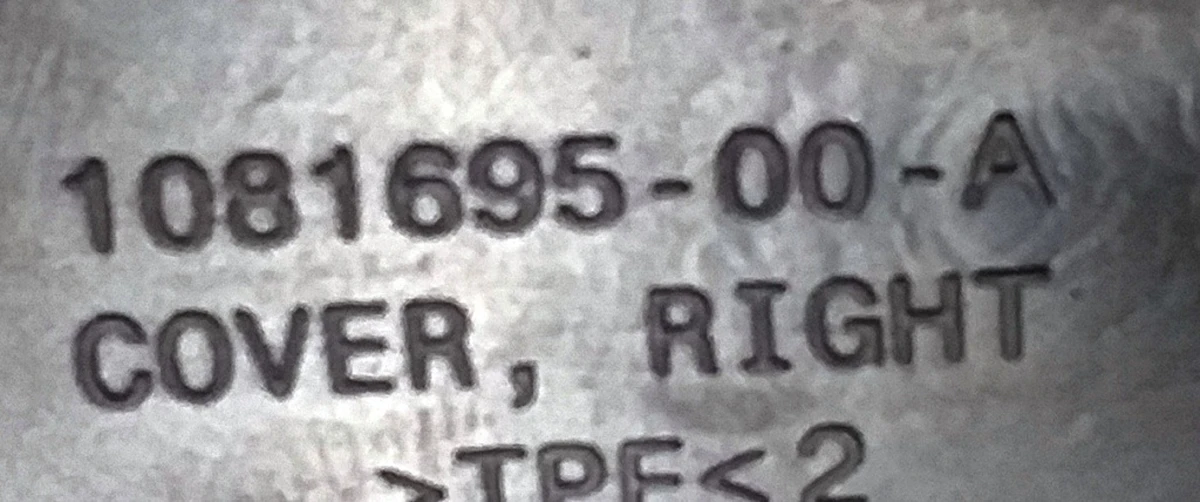 1081695-00-A
COVER, RIGHT
>TPE<2